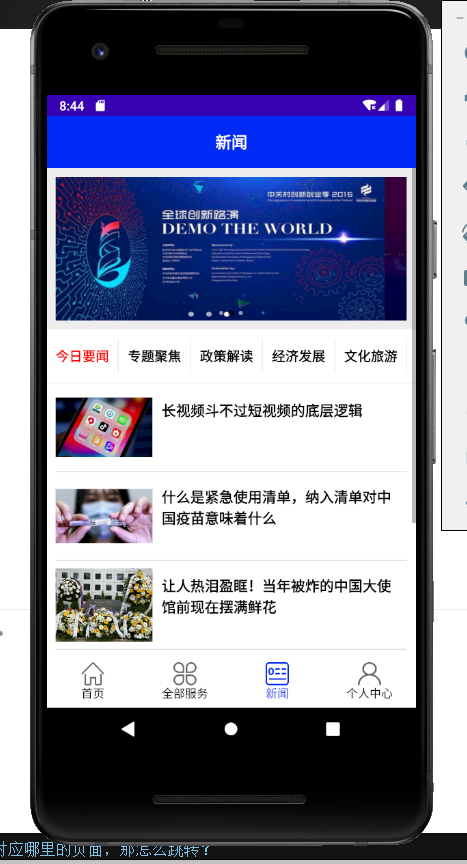 8:44
新闻
中关村创新创业季 2016
全球创新路演
DEMO THE WORLD
今日要闻
专题聚焦
政策解读
经济发展
文化旅游
长视频斗不过短视频的底层逻辑
什么是紧急使用清单，纳入清单对中
国疫苗意味着什么
让人热泪盈眶！当年被炸的中国大使
馆前现在摆满鲜花
首页
全部服务
新闻
个人中心
对应哪里的页面，那怎么跳转？